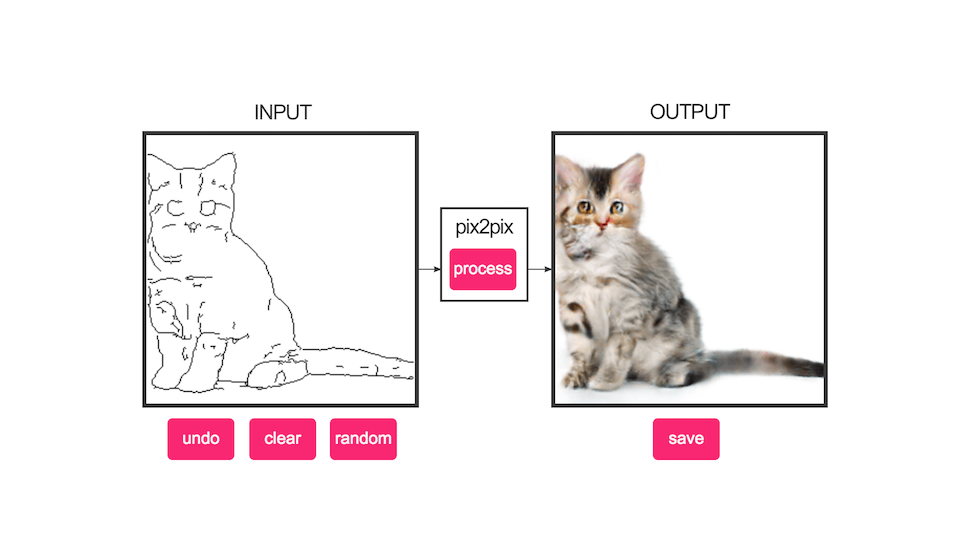 INPUT
OUTPUT
pix2pix
process
undo
clear
random
save